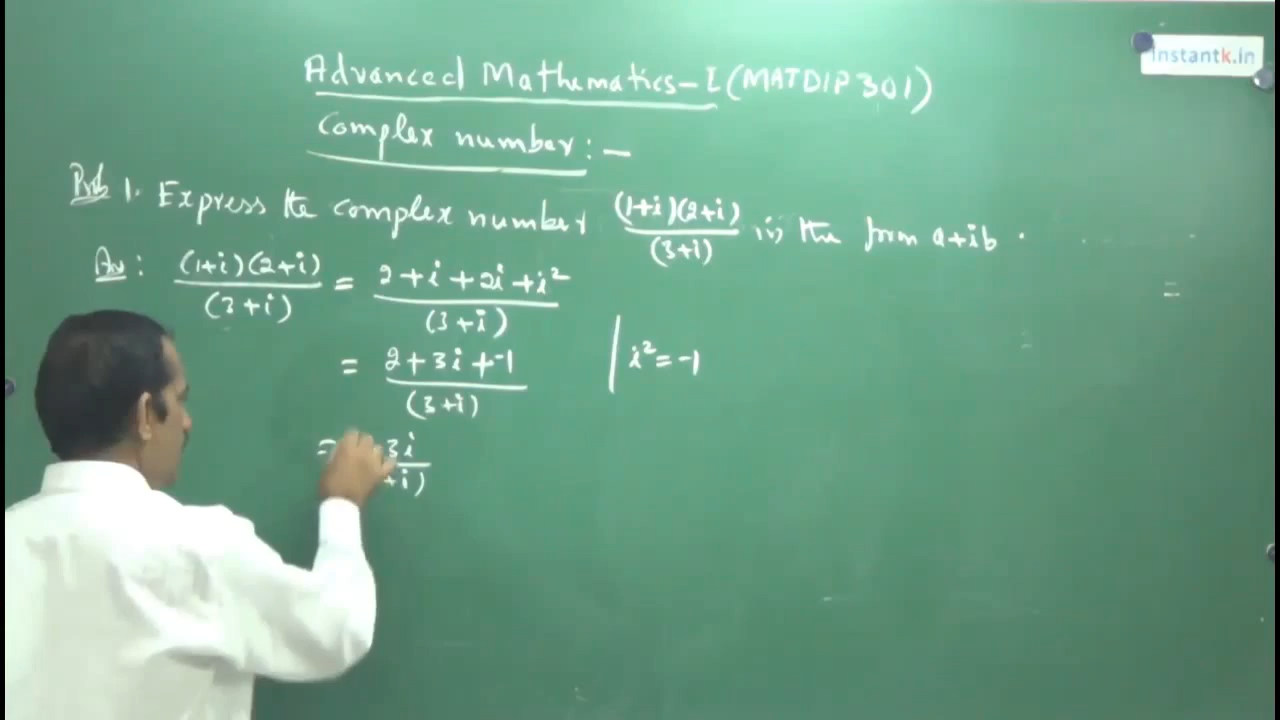 Instantk.in
Advanced Mathematics-I (MATDIP301)
Complex number:-
Prob 1. Express the complex number (1+i)(2+i) / (3+i) in the form a+ib.
Ans: (1+i)(2+i) / (3+i) = 2+i+2i+i² / (3+i)
= 2+3i+-1 / (3+i) | i²=-1
= 3i / +i)
=